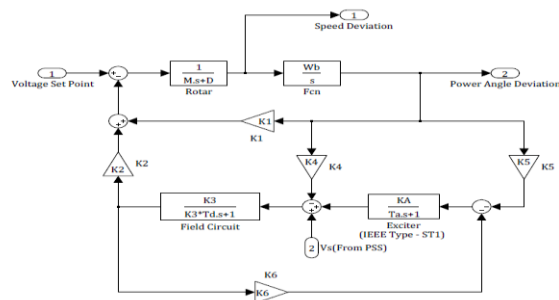 1
Speed Deviation
1
Voltage Set Point
1
M.s+D
Rotar
Wb
s
Fcn
2
Power Angle Deviation
K1
K1
K2
K2
K4
K4
K5
K5
K3
K3*Td.s+1
Field Circuit
KA
Ta.s+1
Exciter
(IEEE Type - ST1)
2
Vs(From PSS)
K6
K6